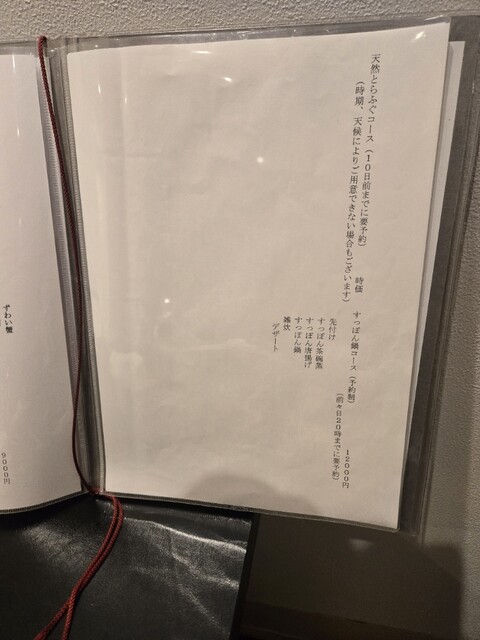 天然とらふぐコース（１０日前までに要予約）　時価
（時期、天候によりご用意できない場合もございます）
すっぽん鍋コース（予約制）　１２０００円
（前々日２０時までに要予約）
先付け
すっぽん茶碗蒸
すっぽん唐揚げ
すっぽん鍋
雑炊
デザート
ずわい蟹
９０００円